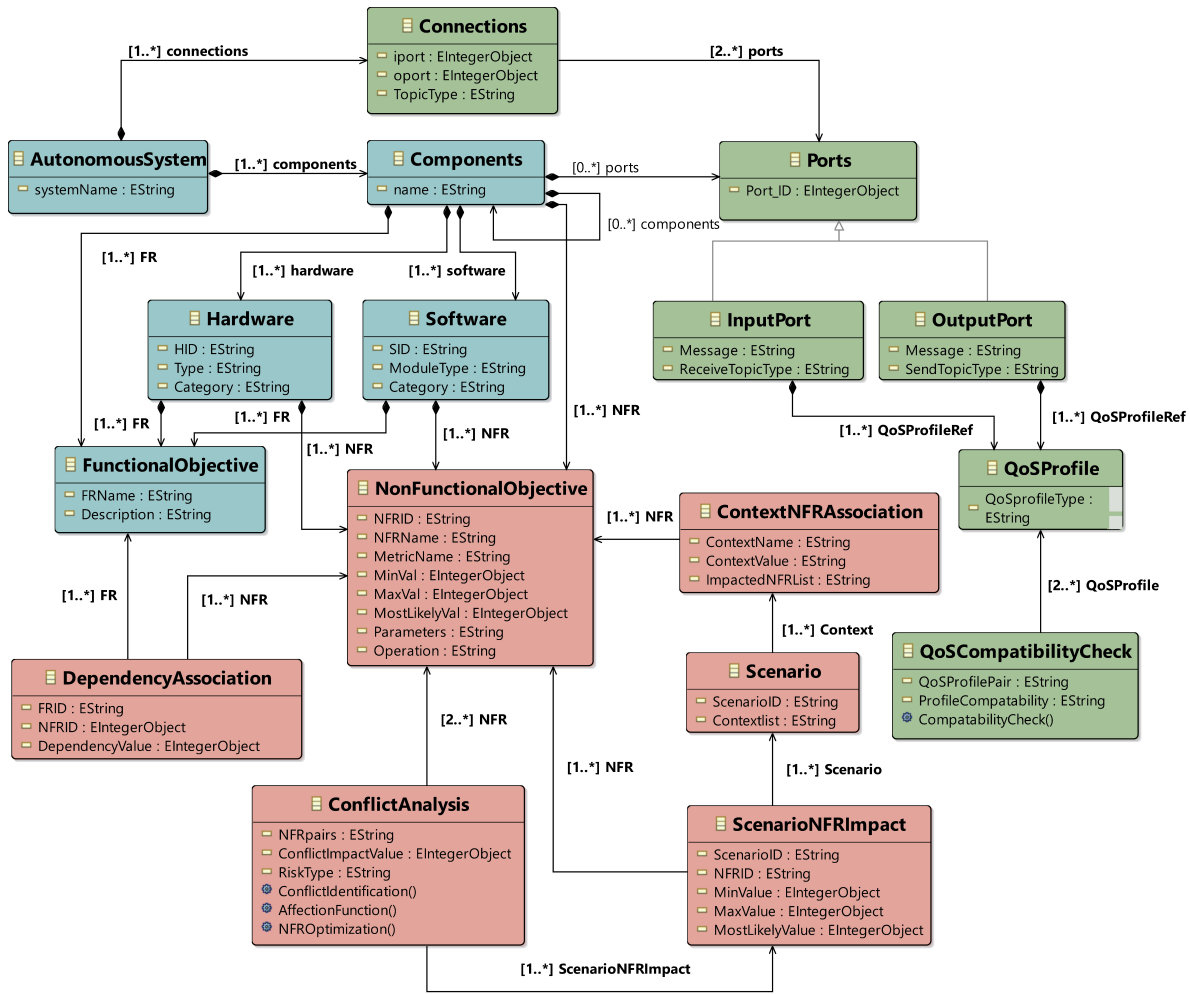 Connections
iport : EIntegerObject
oport : EIntegerObject
TopicType : EString
[1..*] connections
[2..*] ports
AutonomousSystem
systemName : EString
[1..*] components
Components
name : EString
[0..*] ports
Ports
Port_ID : EIntegerObject
[0..*] components
[1..*] FR
[1..*] hardware
[1..*] software
Hardware
HID : EString
Type : EString
Category : EString
Software
SID : EString
ModuleType : EString
Category : EString
InputPort
Message : EString
ReceiveTopicType : EString
OutputPort
Message : EString
SendTopicType : EString
[1..*] FR
[1..*] FR
[1..*] NFR
[1..*] NFR
[1..*] NFR
[1..*] QoSProfileRef
[1..*] QoSProfileRef
FunctionalObjective
FRName : EString
Description : EString
NonFunctionalObjective
NFRID : EString
NFRName : EString
MetricName : EString
MinVal : EIntegerObject
MaxVal : EIntegerObject
MostLikelyVal : EIntegerObject
Parameters : EString
Operation : EString
[1..*] NFR
ContextNFRAssociation
ContextName : EString
ContextValue : EString
ImpactedNFRList : EString
QoSProfile
QoSprofileType :
EString
[1..*] FR
[1..*] NFR
[2..*] QoSProfile
[1..*] Context
DependencyAssociation
FRID : EString
NFRID : EIntegerObject
DependencyValue : EIntegerObject
Scenario
ScenarioID : EString
Contextlist : EString
QoSCompatibilityCheck
QoSProfilePair : EString
ProfileCompatability : EString
CompatabilityCheck()
[2..*] NFR
[1..*] NFR
[1..*] Scenario
ConflictAnalysis
NFRpairs : EString
ConflictImpactValue : EIntegerObject
RiskType : EString
ConflictIdentification()
AffectionFunction()
NFROptimization()
ScenarioNFRImpact
ScenarioID : EString
NFRID : EString
MinValue : EIntegerObject
MaxValue : EIntegerObject
MostLikelyValue : EIntegerObject
[1..*] ScenarioNFRImpact